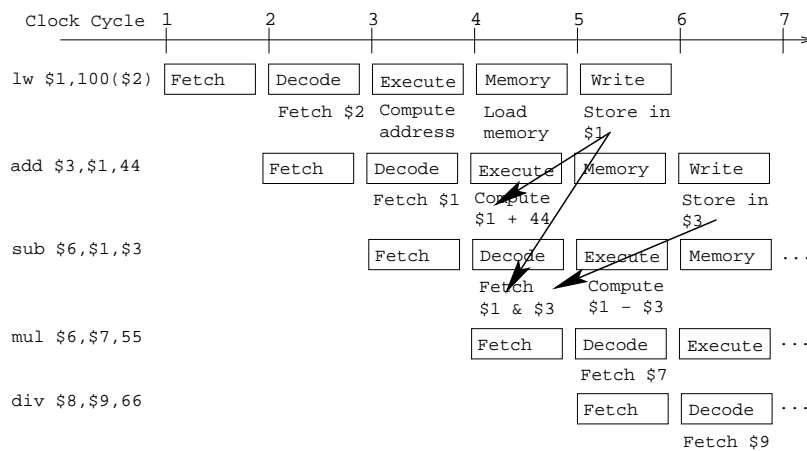 Clock Cycle 1 2 3 4 5 6 7
lw $1,100($2) Fetch Decode Execute Memory Write
Fetch $2 Compute address Load memory Store in $1
add $3,$1,44 Fetch Decode Execute Memory Write
Fetch $1 Compute $1 + 44 Store in $3
sub $6,$1,$3 Fetch Decode Execute Memory ...
Fetch $1 & $3 Compute $1 - $3
mul $6,$7,55 Fetch Decode Execute ...
Fetch $7
div $8,$9,66 Fetch Decode ...
Fetch $9